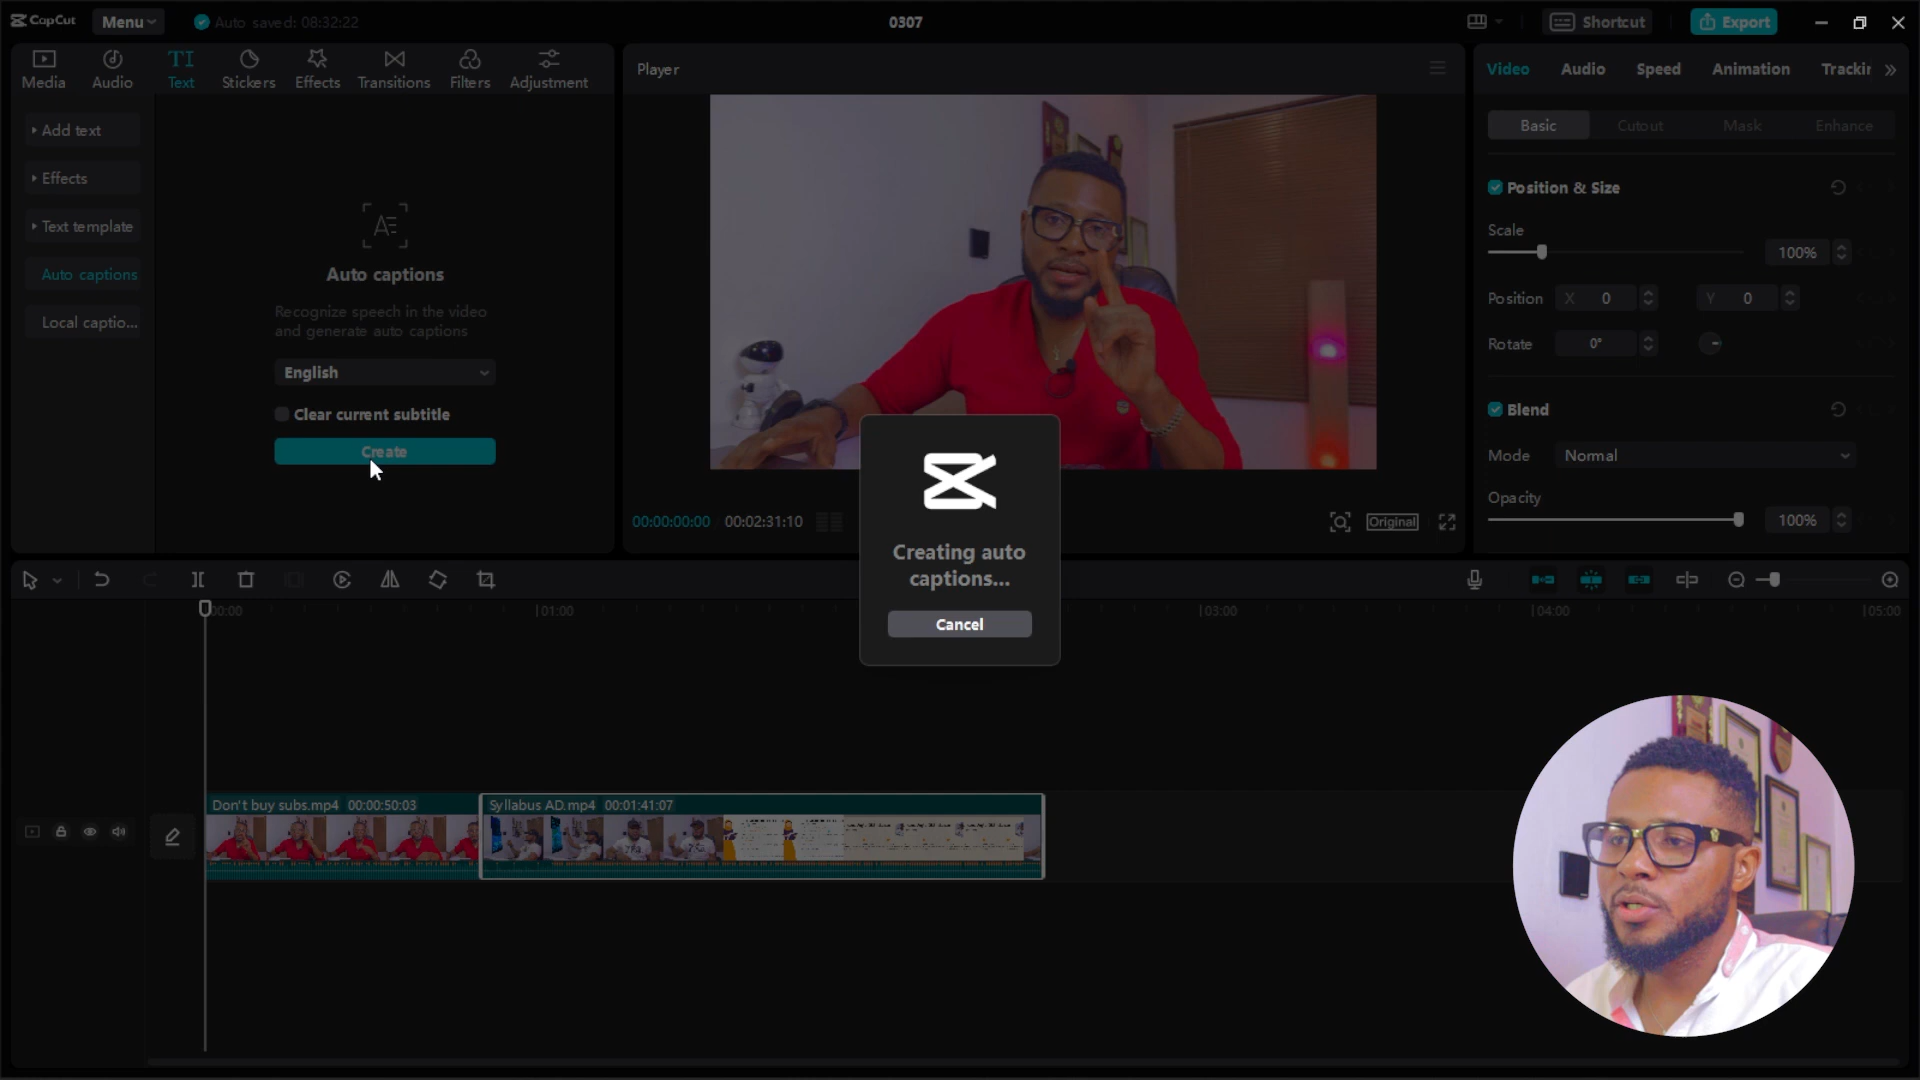 CapCut
Menu
Auto saved: 08:32:22
0307
Shortcut
Export
Media
Audio
TI
Text
Stickers
Effects
Transitions
Filters
Adjustment
Add text
Effects
Text template
Auto captions
Local captio...
Auto captions
Recognize speech in the video
and generate auto captions
English
Clear current subtitle
Create
Player
00:00:00:00
00:02:31:10
Original
Video
Audio
Speed
Animation
Trackir
Basic
Cutout
Mask
Enhance
Position & Size
Scale
100%
Position
X 0
Y 0
Rotate
0°
Blend
Mode
Normal
Opacity
100%
Creating auto
captions...
Cancel
00:00
01:00
03:00
04:00
05:00
Don't buy subs.mp4 00:00:50:03
Syllabus AD.mp4 00:01:41:07